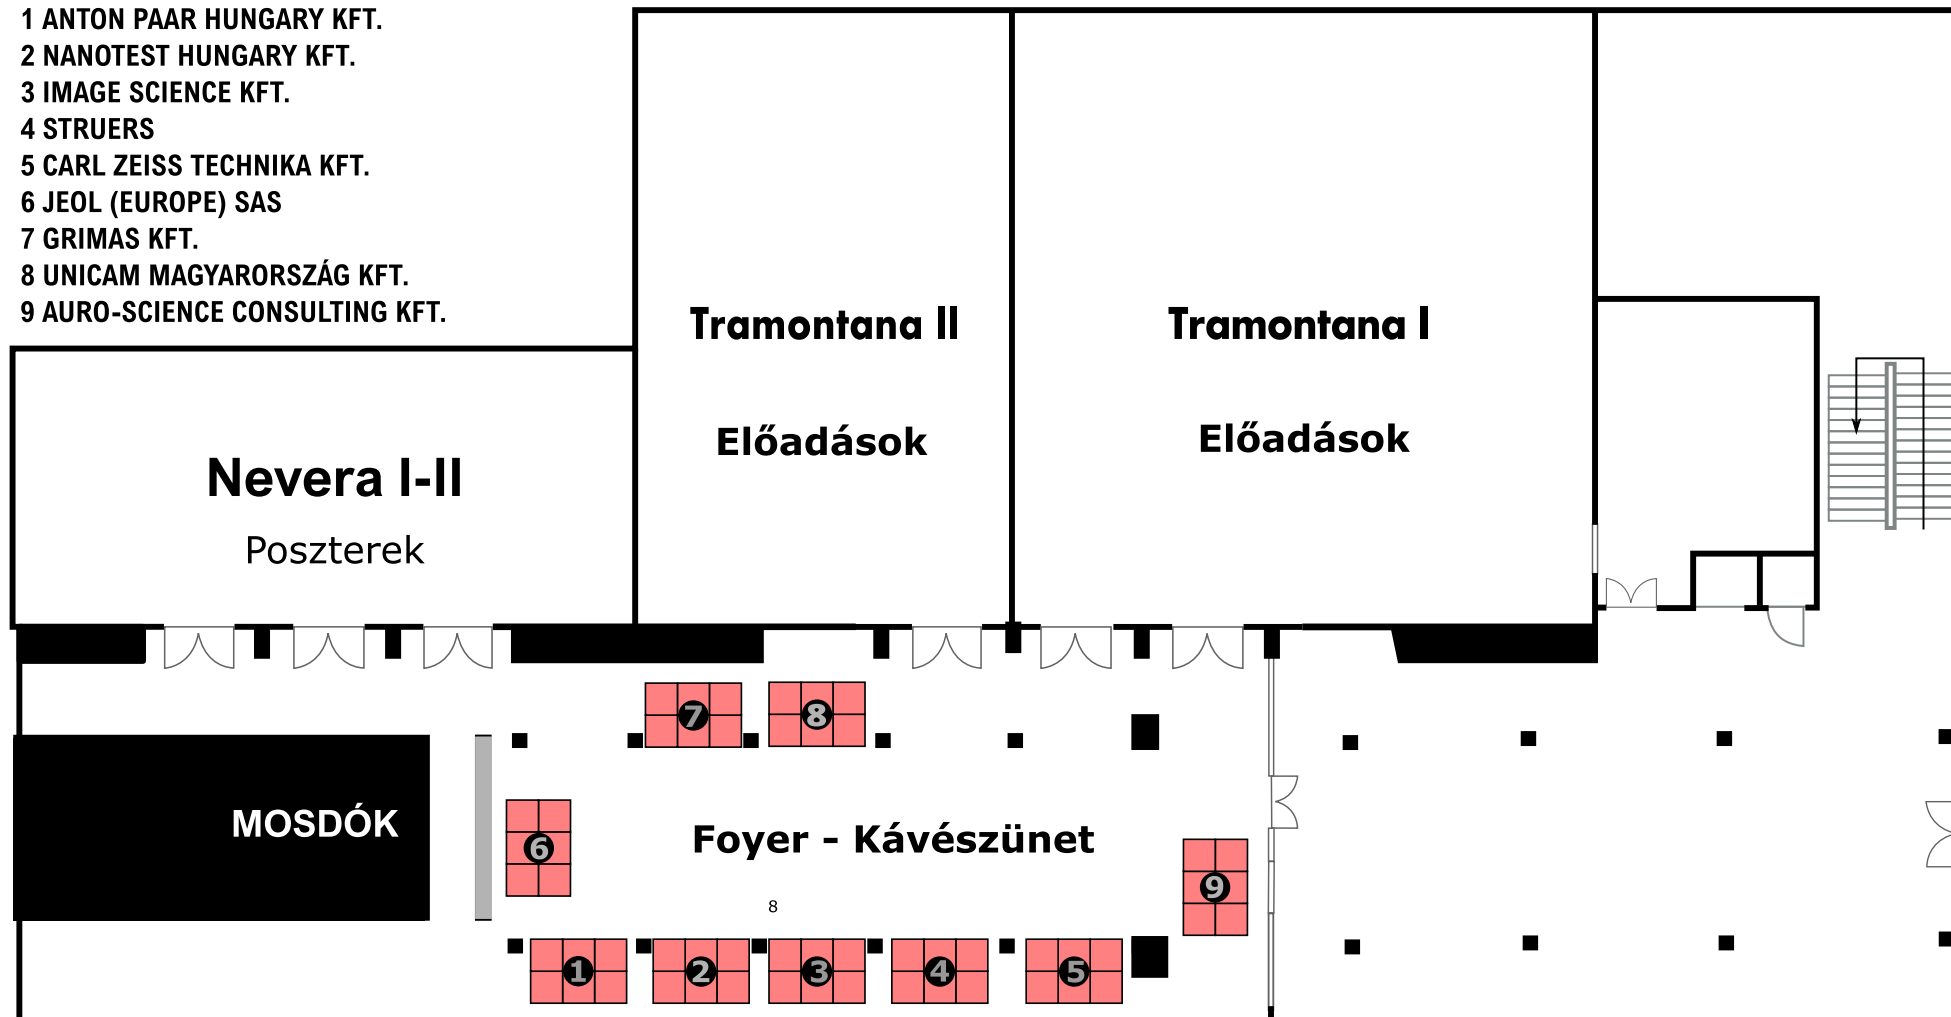 1 ANTON PAAR HUNGARY KFT.
2 NANOTEST HUNGARY KFT.
3 IMAGE SCIENCE KFT.
4 STRUERS
5 CARL ZEISS TECHNIKA KFT.
6 JEOL (EUROPE) SAS
7 GRIMAS KFT.
8 UNICAM MAGYARORSZÁG KFT.
9 AURO-SCIENCE CONSULTING KFT.
Tramontana II
Előadások
Tramontana I
Előadások
Nevera I-II
Poszterek
7
8
MOSDÓK
6
Foyer - Kávészünet
9
8
1
2
3
4
5